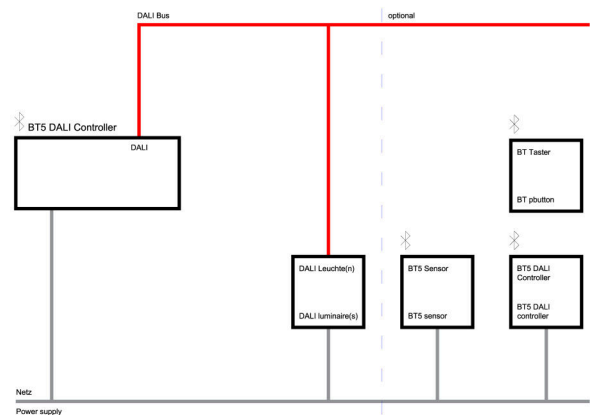 DALI Bus
optional
BT5 DALI Controller
DALI
BT Taster
BT pbutton
DALI Leuchte(n)
DALI luminaire(s)
BT5 Sensor
BT5 sensor
BT5 DALI
Controller
BT5 DALI
controller
Netz
Power supply